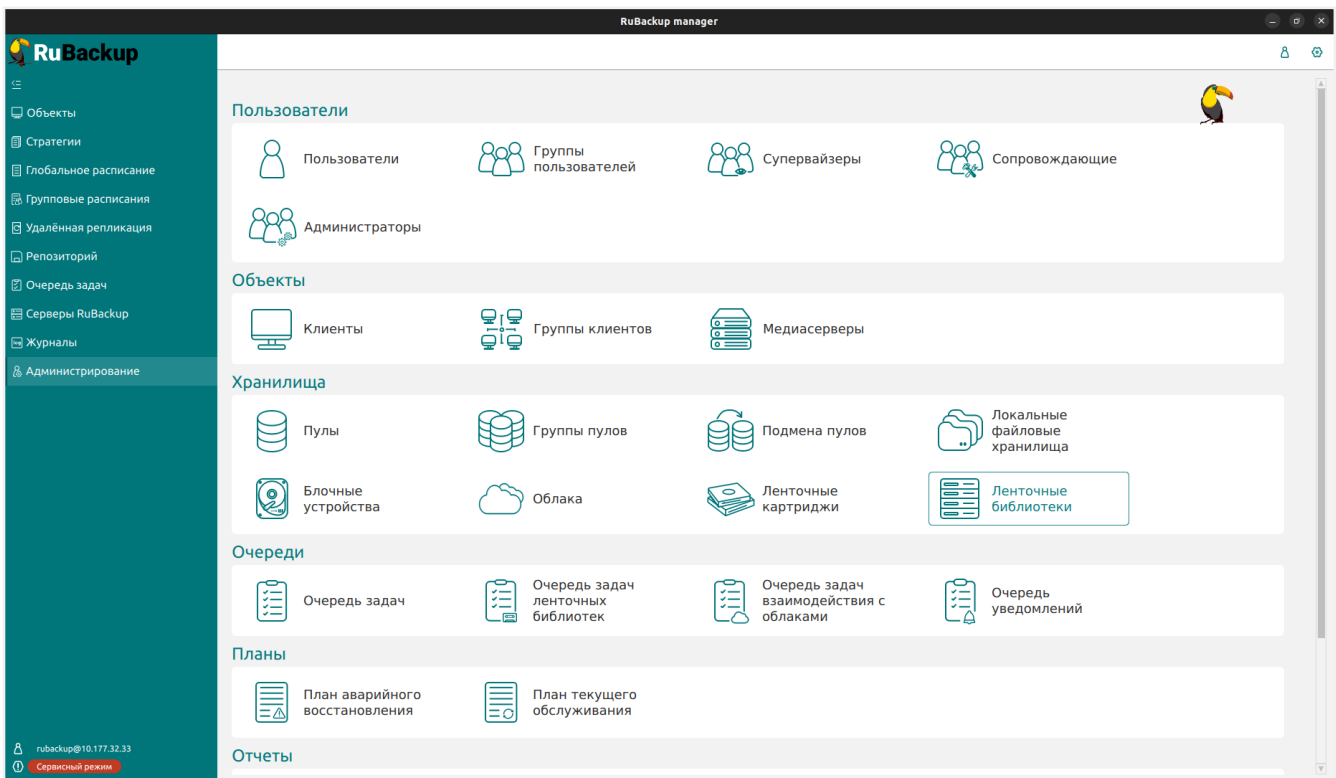 RuBackup manager
RuBackup
Объекты
Стратегии
Глобальное расписание
Групповые расписания
Удалённая репликация
Репозиторий
Очередь задач
Серверы RuBackup
Журналы
Администрирование
rubackup@10.177.32.33
Сервисный режим
Пользователи
Пользователи
Группы
пользователей
Супервайзеры
Сопровождающие
Администраторы
Объекты
Клиенты
Группы клиентов
Медиасерверы
Хранилища
Пулы
Группы пулов
Подмена пулов
Локальные
файловые
хранилища
Блочные
устройства
Облака
Ленточные
картриджи
Ленточные
библиотеки
Очереди
Очередь задач
Очередь задач
ленточных
библиотек
Очередь задач
взаимодействия с
облаками
Очередь
уведомлений
Планы
План аварийного
восстановления
План текущего
обслуживания
Отчеты